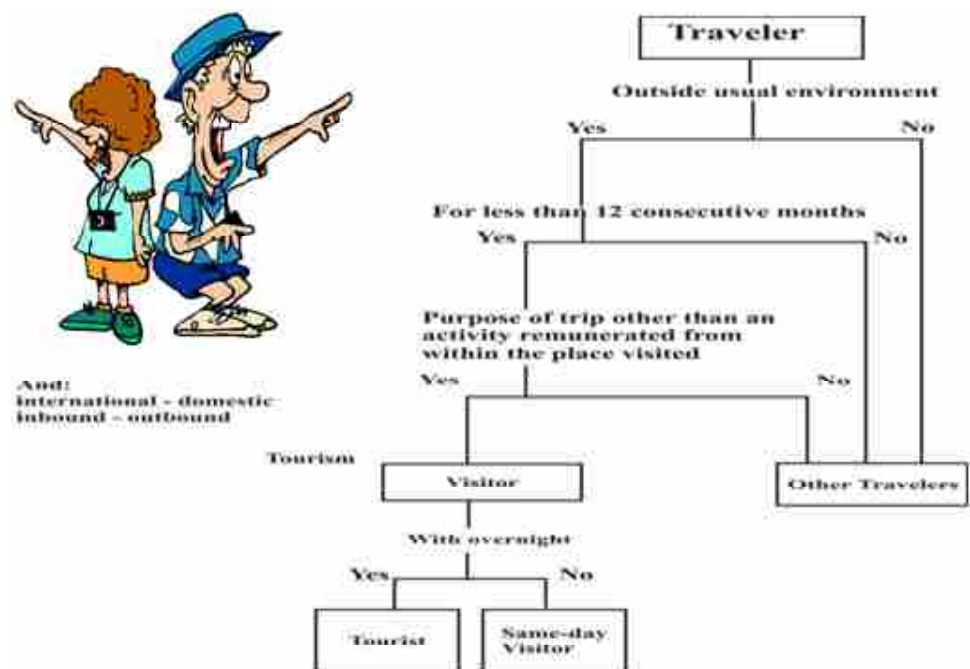 Traveler
Outside usual environment
Yes No
For less than 12 consecutive months
Yes No
Purpose of trip other than an
activity remunerated from
within the place visited
Yes No
And:
international - domestic
inbound - outbound
Tourism
Visitor
Other Travelers
With overnight
Yes No
Tourist
Same-day
Visitor